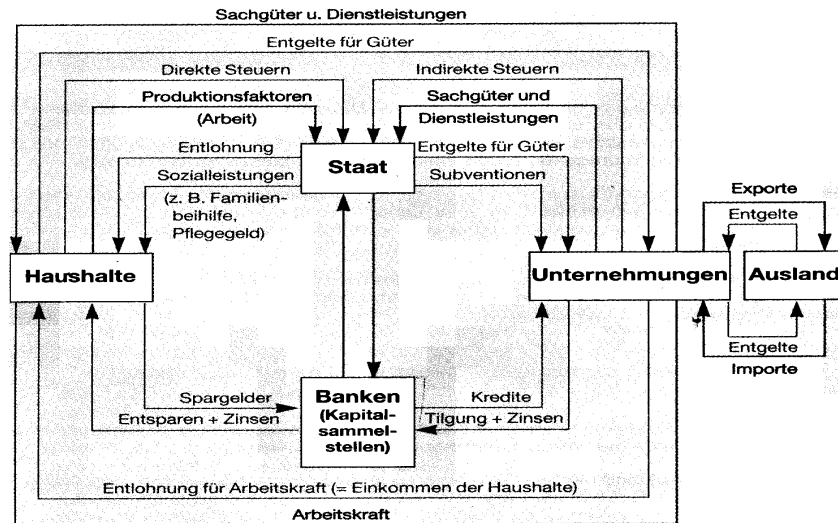 Sachgüter u. Dienstleistungen
Entgelte für Güter
Direkte Steuern
Indirekte Steuern
Produktionsfaktoren
(Arbeit)
Sachgüter und
Dienstleistungen
Entlohnung
Staat
Entgelte für Güter
Sozialleistungen
(z. B. Familien-
beihilfe,
Pflegegeld)
Subventionen
Exporte
Entgelte
Haushalte
Unternehmungen
Ausland
Entgelte
Importe
Spargelder
Entsparen + Zinsen
Banken
(Kapital-
sammel-
stellen)
Kredite
Tilgung + Zinsen
Entlohnung für Arbeitskraft (= Einkommen der Haushalte)
Arbeitskraft